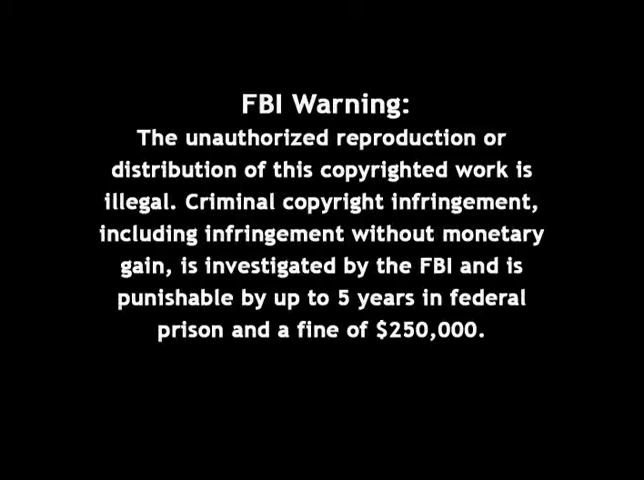 FBI Warning:
The unauthorized reproduction or
distribution of this copyrighted work is
illegal. Criminal copyright infringement,
including infringement without monetary
gain, is investigated by the FBI and is
punishable by up to 5 years in federal
prison and a fine of $250,000.